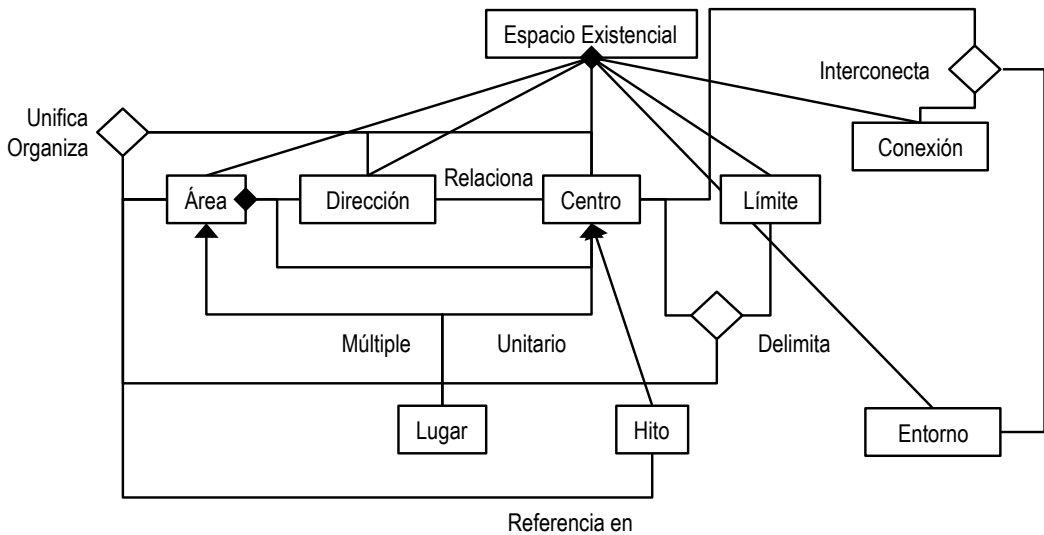 Espacio Existencial
Interconecta
Unifica
Organiza
Conexión
Relaciona
Área
Dirección
Centro
Límite
Múltiple
Unitario
Delimita
Lugar
Hito
Entorno
Referencia en